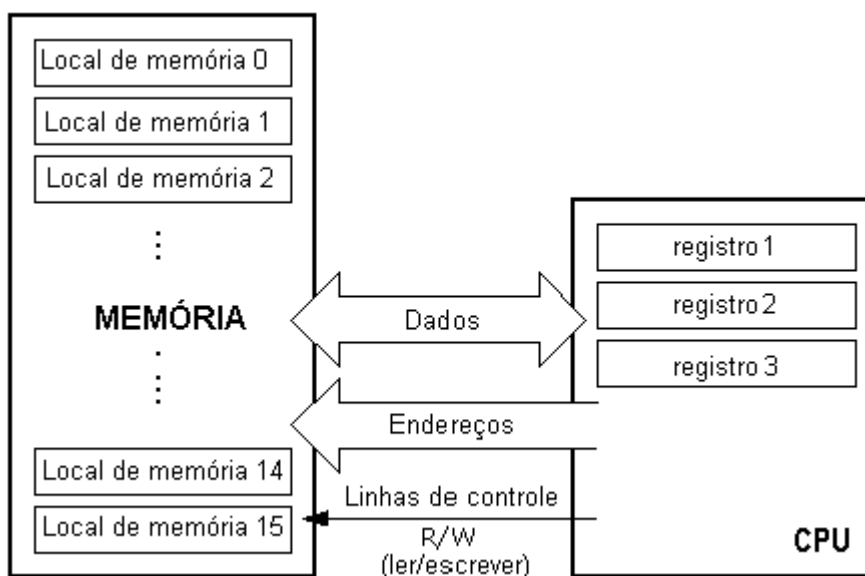 Local de memória 0
Local de memória 1
Local de memória 2
MEMÓRIA
Local de memória 14
Local de memória 15
Dados
Endereços
Linhas de controle
R/W
(ler/escrever)
registro 1
registro 2
registro 3
CPU